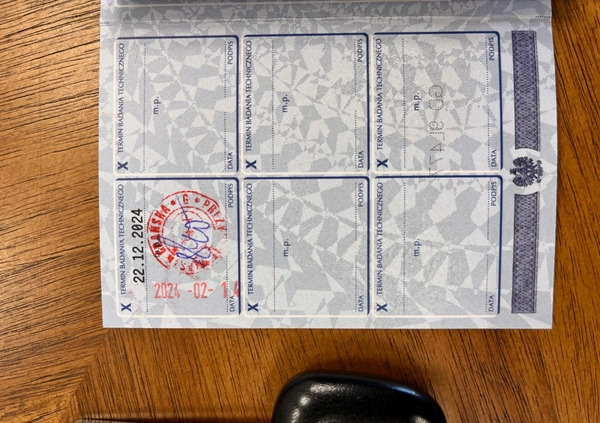 X TERMIN BADANIA TECHNICZNEGO
22.12.2024
GDAŃSKA * G
2024 -02- 14
DATA PODPIS
X TERMIN BADANIA TECHNICZNEGO
m.p.
DATA PODPIS
X TERMIN BADANIA TECHNICZNEGO
m.p.
DATA PODPIS
X TERMIN BADANIA TECHNICZNEGO
m.p.
DATA PODPIS
X TERMIN BADANIA TECHNICZNEGO
m.p.
DATA PODPIS
X TERMIN BADANIA TECHNICZNEGO
m.p.
DATA PODPIS